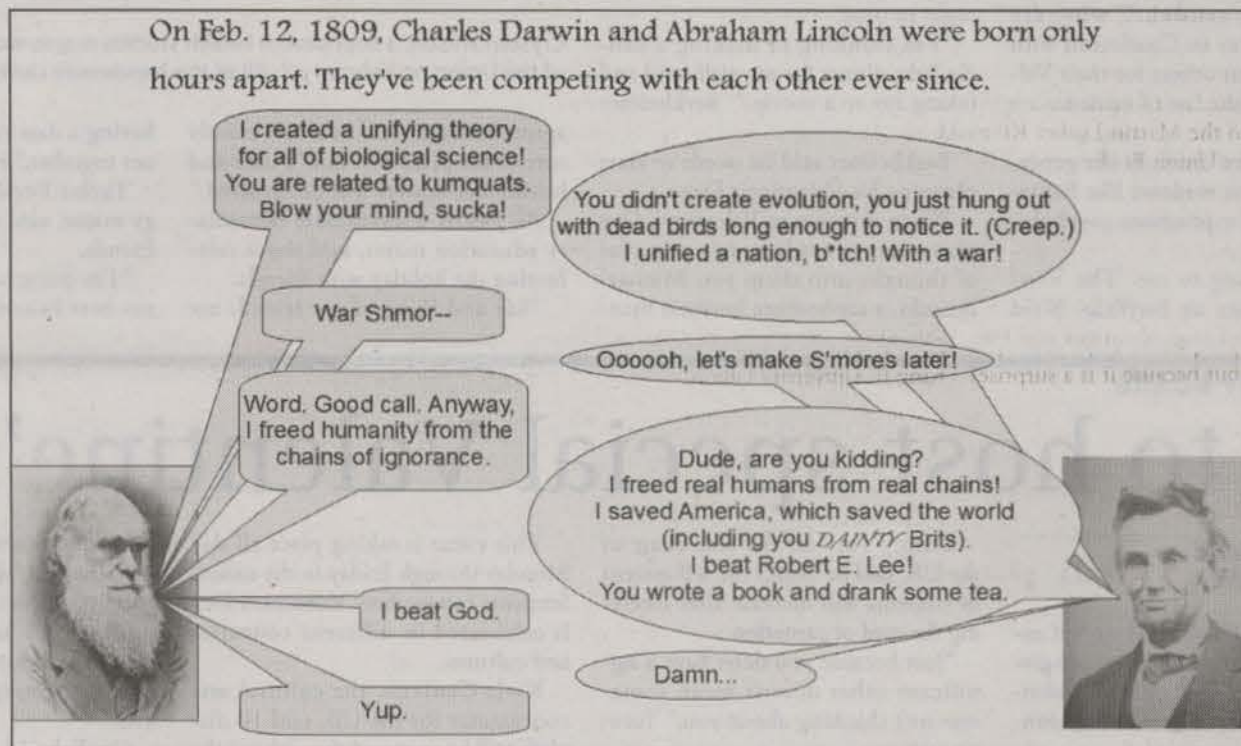 On Feb. 12, 1809, Charles Darwin and Abraham Lincoln were born only
hours apart. They've been competing with each other ever since.
I created a unifying theory
for all of biological science!
You are related to kumquats.
Blow your mind, sucka!
You didn't create evolution, you just hung out
with dead birds long enough to notice it. (Creep.)
I unified a nation, b*tch! With a war!
War Shmor--
Oooooh, let's make S'mores later!
Word. Good call. Anyway,
I freed humanity from the
chains of ignorance.
Dude, are you kidding?
I freed real humans from real chains!
I saved America, which saved the world
(including you DAINTY Brits).
I beat Robert E. Lee!
You wrote a book and drank some tea.
I beat God.
Damn...
Yup.